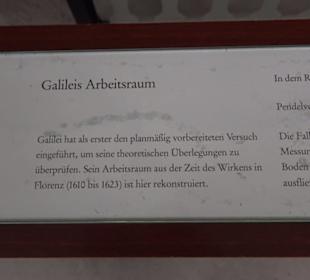 Galileis Arbeitsraum
Galilei hat als erster den planmäßig vorbereiteten Versuch
eingeführt, um seine theoretischen Überlegungen zu
überprüfen. Sein Arbeitsraum aus der Zeit des Wirkens in
Florenz (1610 bis 1623) ist hier rekonstruiert.
In dem R
Pendelsc
Die Fall
Messun
Boden
ausflie